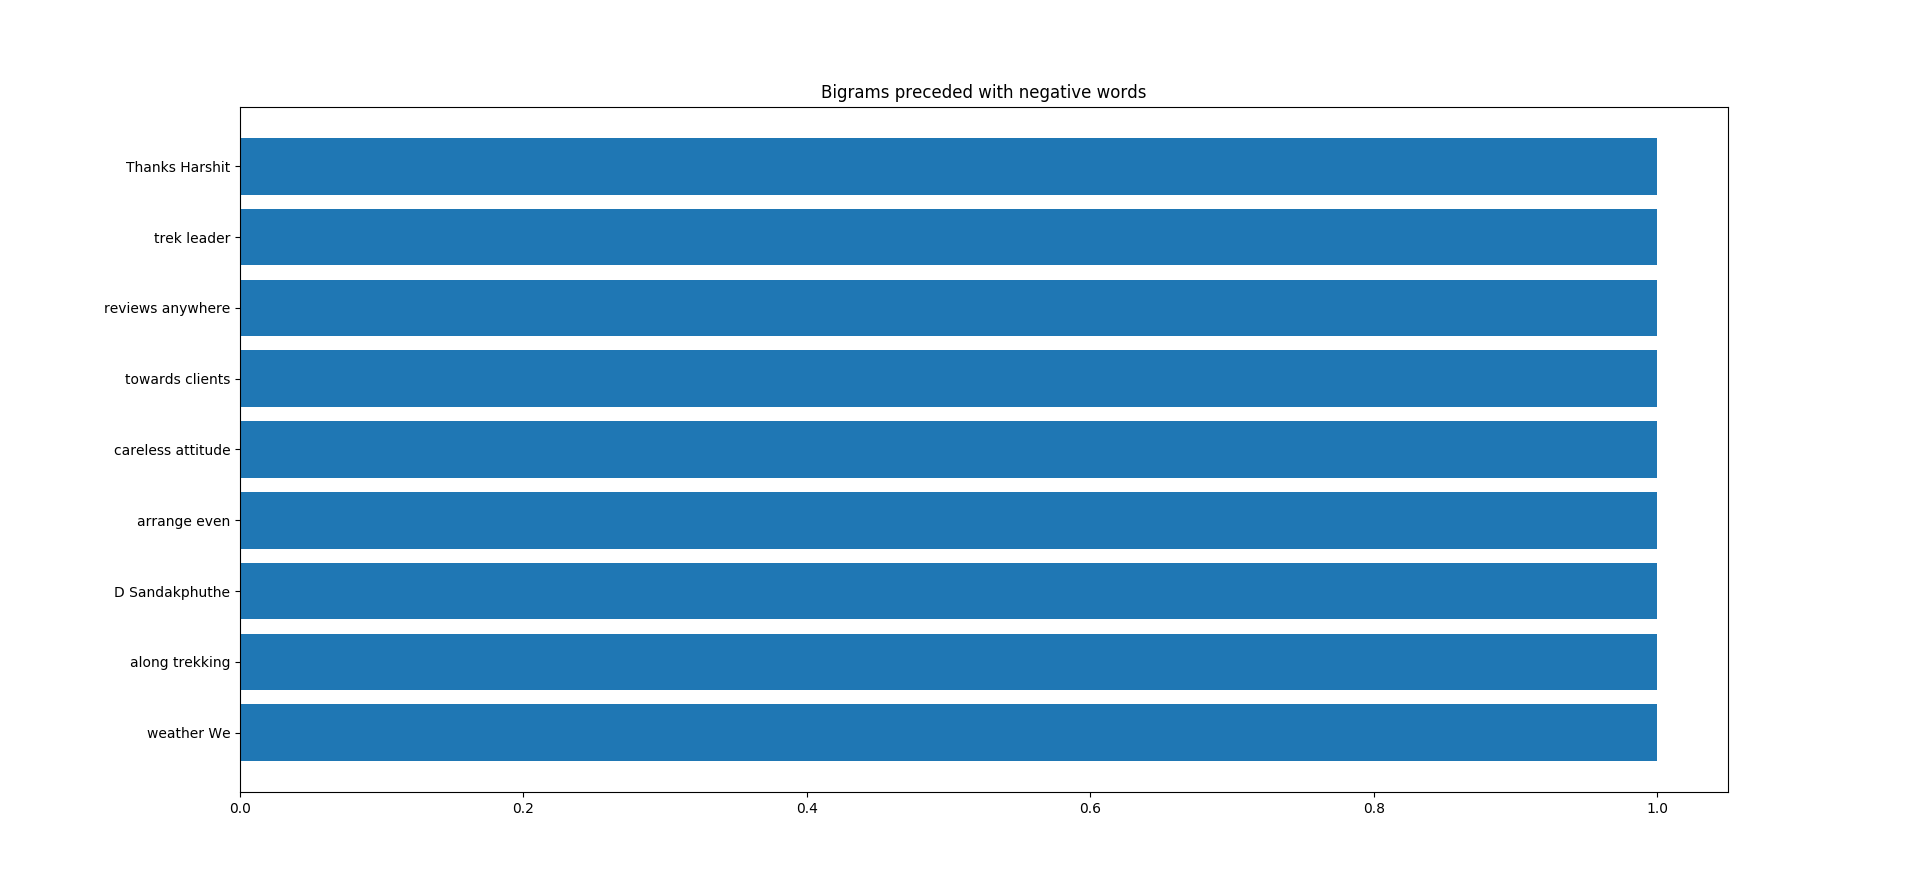 Bigrams preceded with negative words
Thanks Harshit
trek leader
reviews anywhere
towards clients
careless attitude
arrange even
D Sandakphuthe
along trekking
weather We
0.0 0.2 0.4 0.6 0.8 1.0